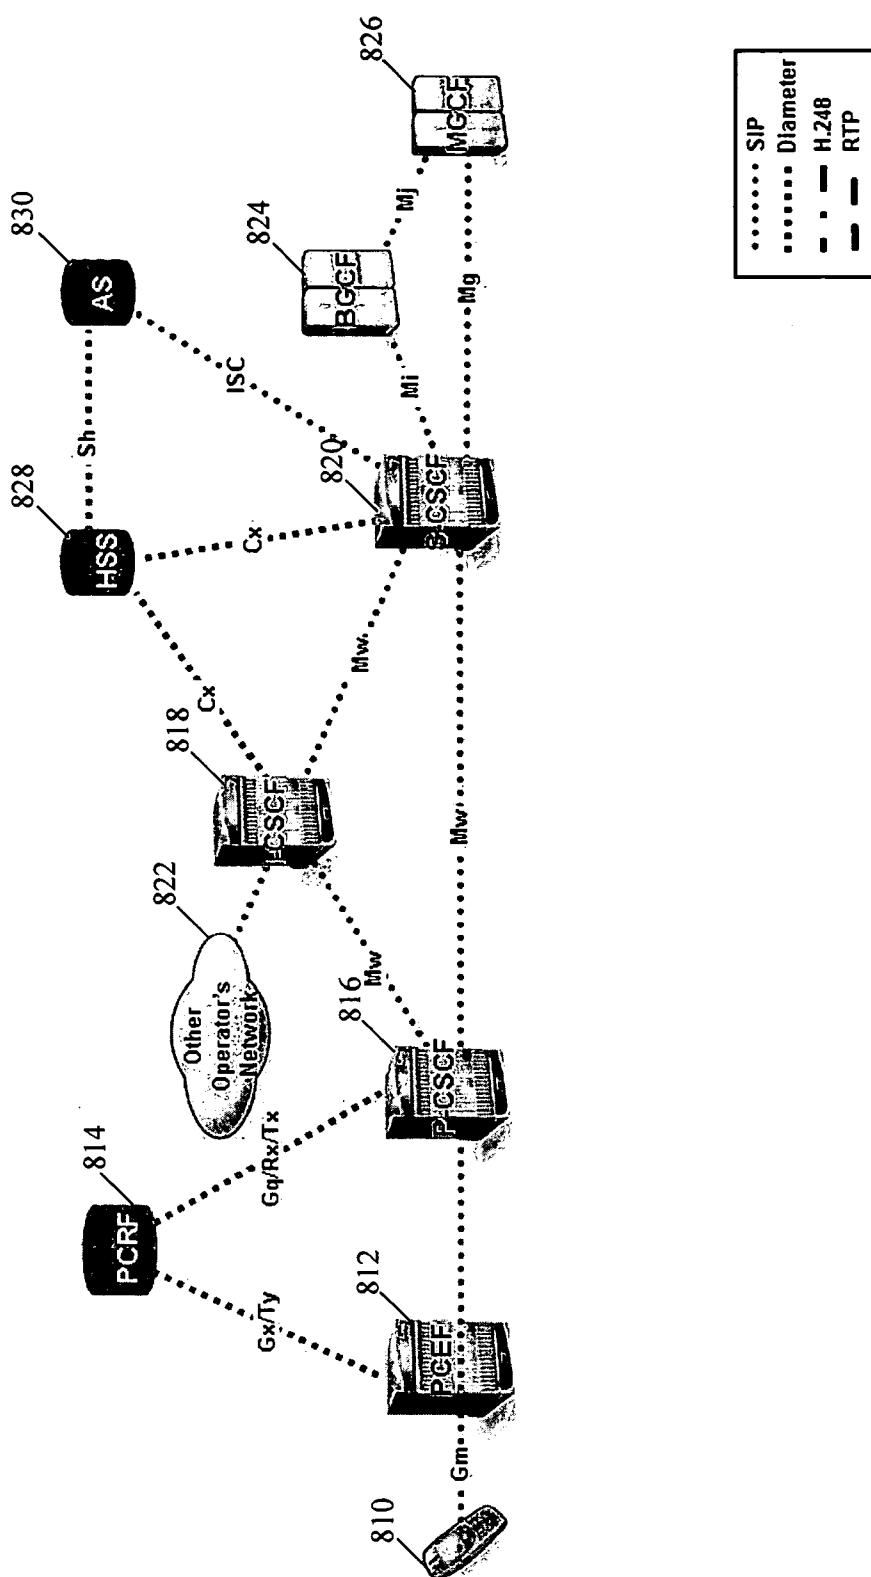 826
MGCF
830
AS
824
BGCF
Mj
Mg
ISC
Mi
Sh
828
HSS
820
S-CSCF
Cx
Cx
Mw
818
I-CSCF
Mw
822
Other
Operator's
Network
Mw
816
P-CSCF
814
PCRF
Gq/Rx/Tx
Gx/Ty
812
PCEF
Gm
810
SIP
Diameter
H.248
RTP